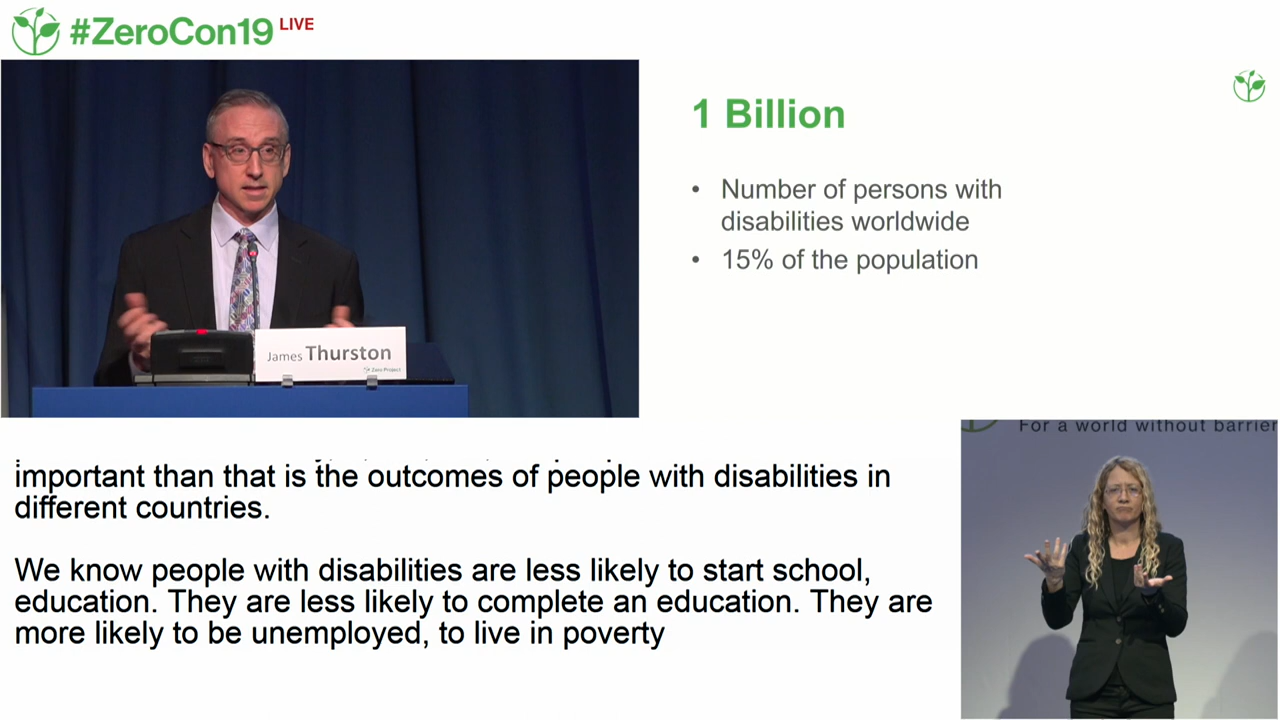 #ZeroCon19 LIVE
1 Billion
• Number of persons with
disabilities worldwide
• 15% of the population
James Thurston
Zero Project
For a world without barrier
important than that is the outcomes of people with disabilities in
different countries.
We know people with disabilities are less likely to start school,
education. They are less likely to complete an education. They are
more likely to be unemployed, to live in poverty